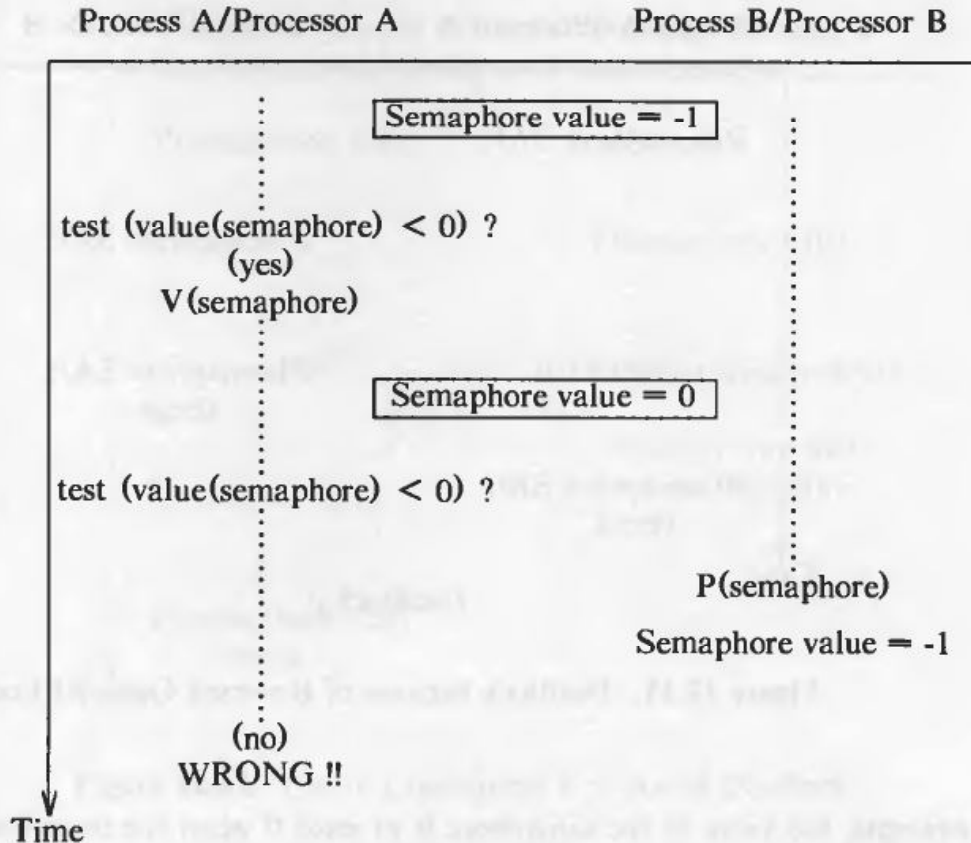 Process A/Processor A Process B/Processor B
Semaphore value = -1
test (value(semaphore) < 0) ?
(yes)
V(semaphore)
Semaphore value = 0
test (value(semaphore) < 0) ?
P(semaphore)
Semaphore value = -1
(no)
WRONG !!
Time